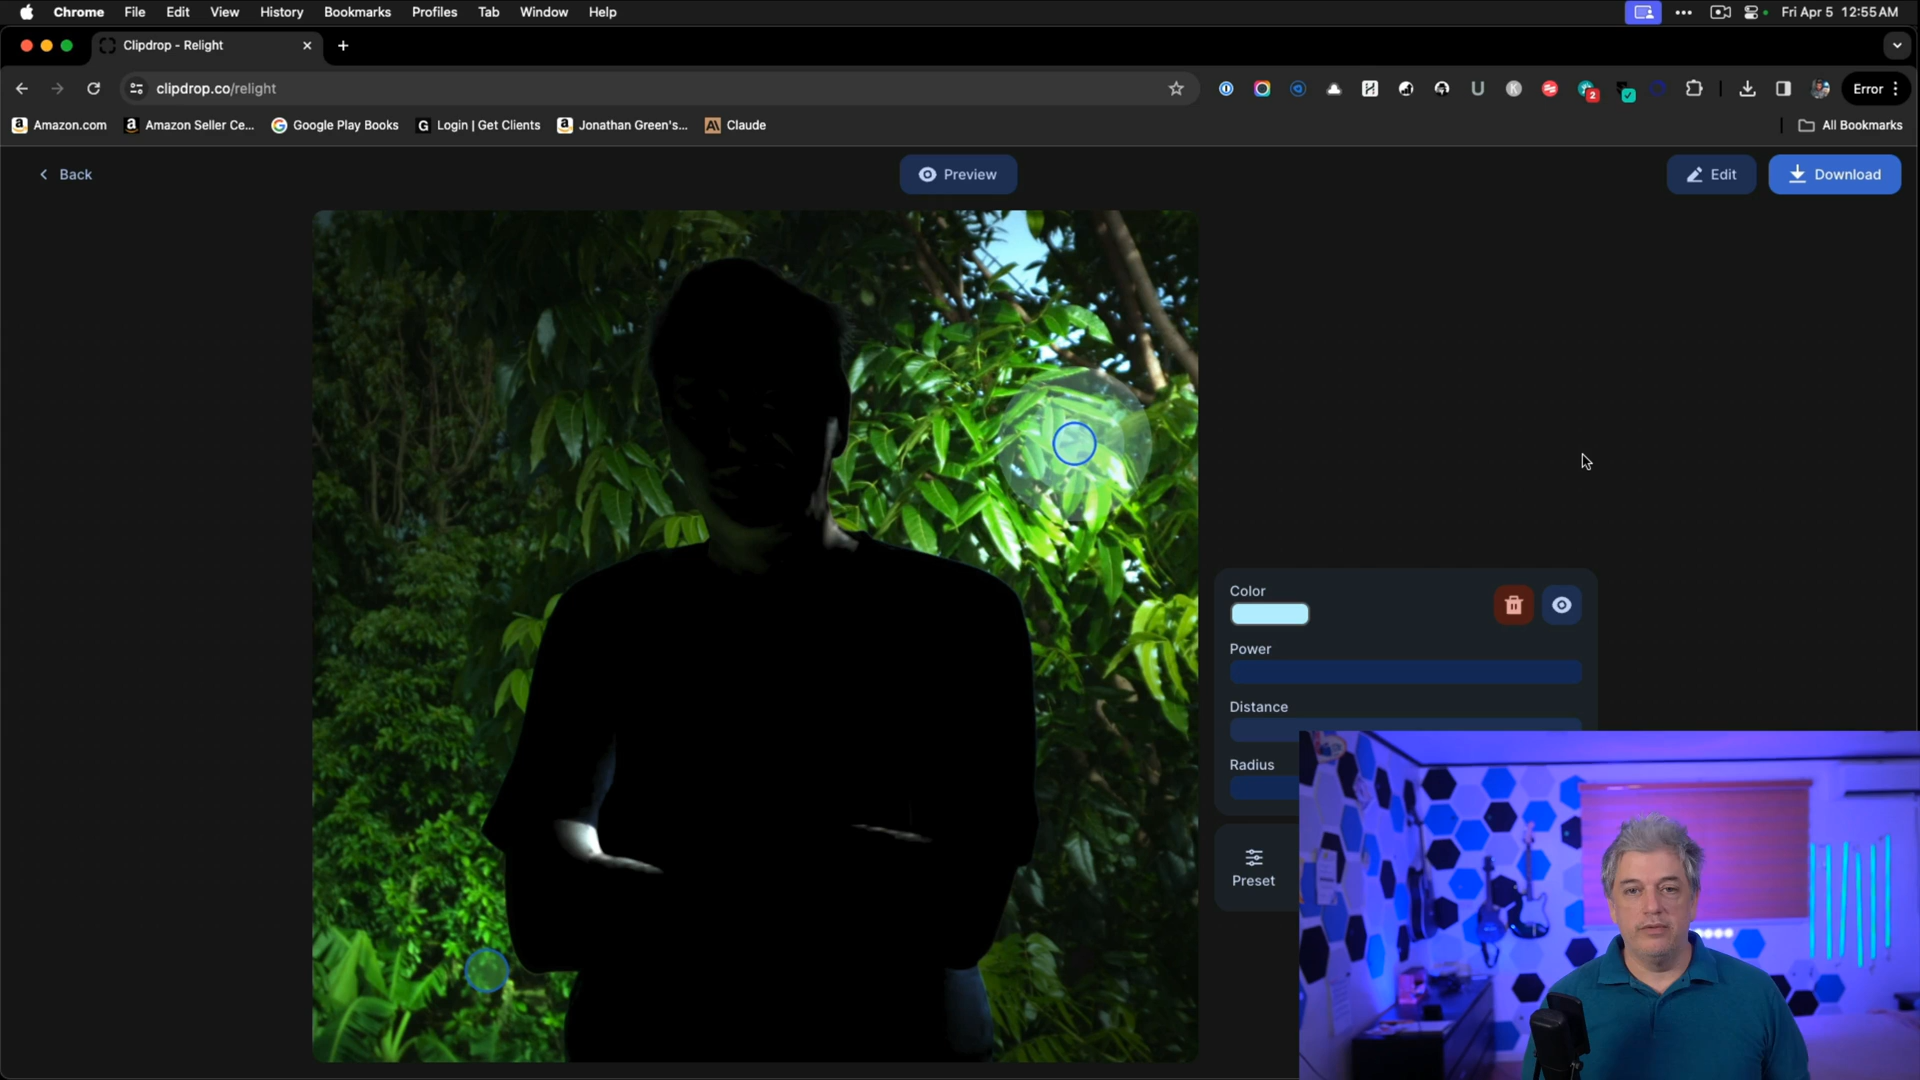 Chrome File Edit View History Bookmarks Profiles Tab Window Help Fri Apr 5 12:55 AM
Clipdrop - Relight
clipdrop.co/relight 2 Error
Amazon.com Amazon Seller Ce... Google Play Books Login | Get Clients Jonathan Green's... Claude All Bookmarks
Back Preview Edit Download
Color
Power
Distance
Radius
Preset